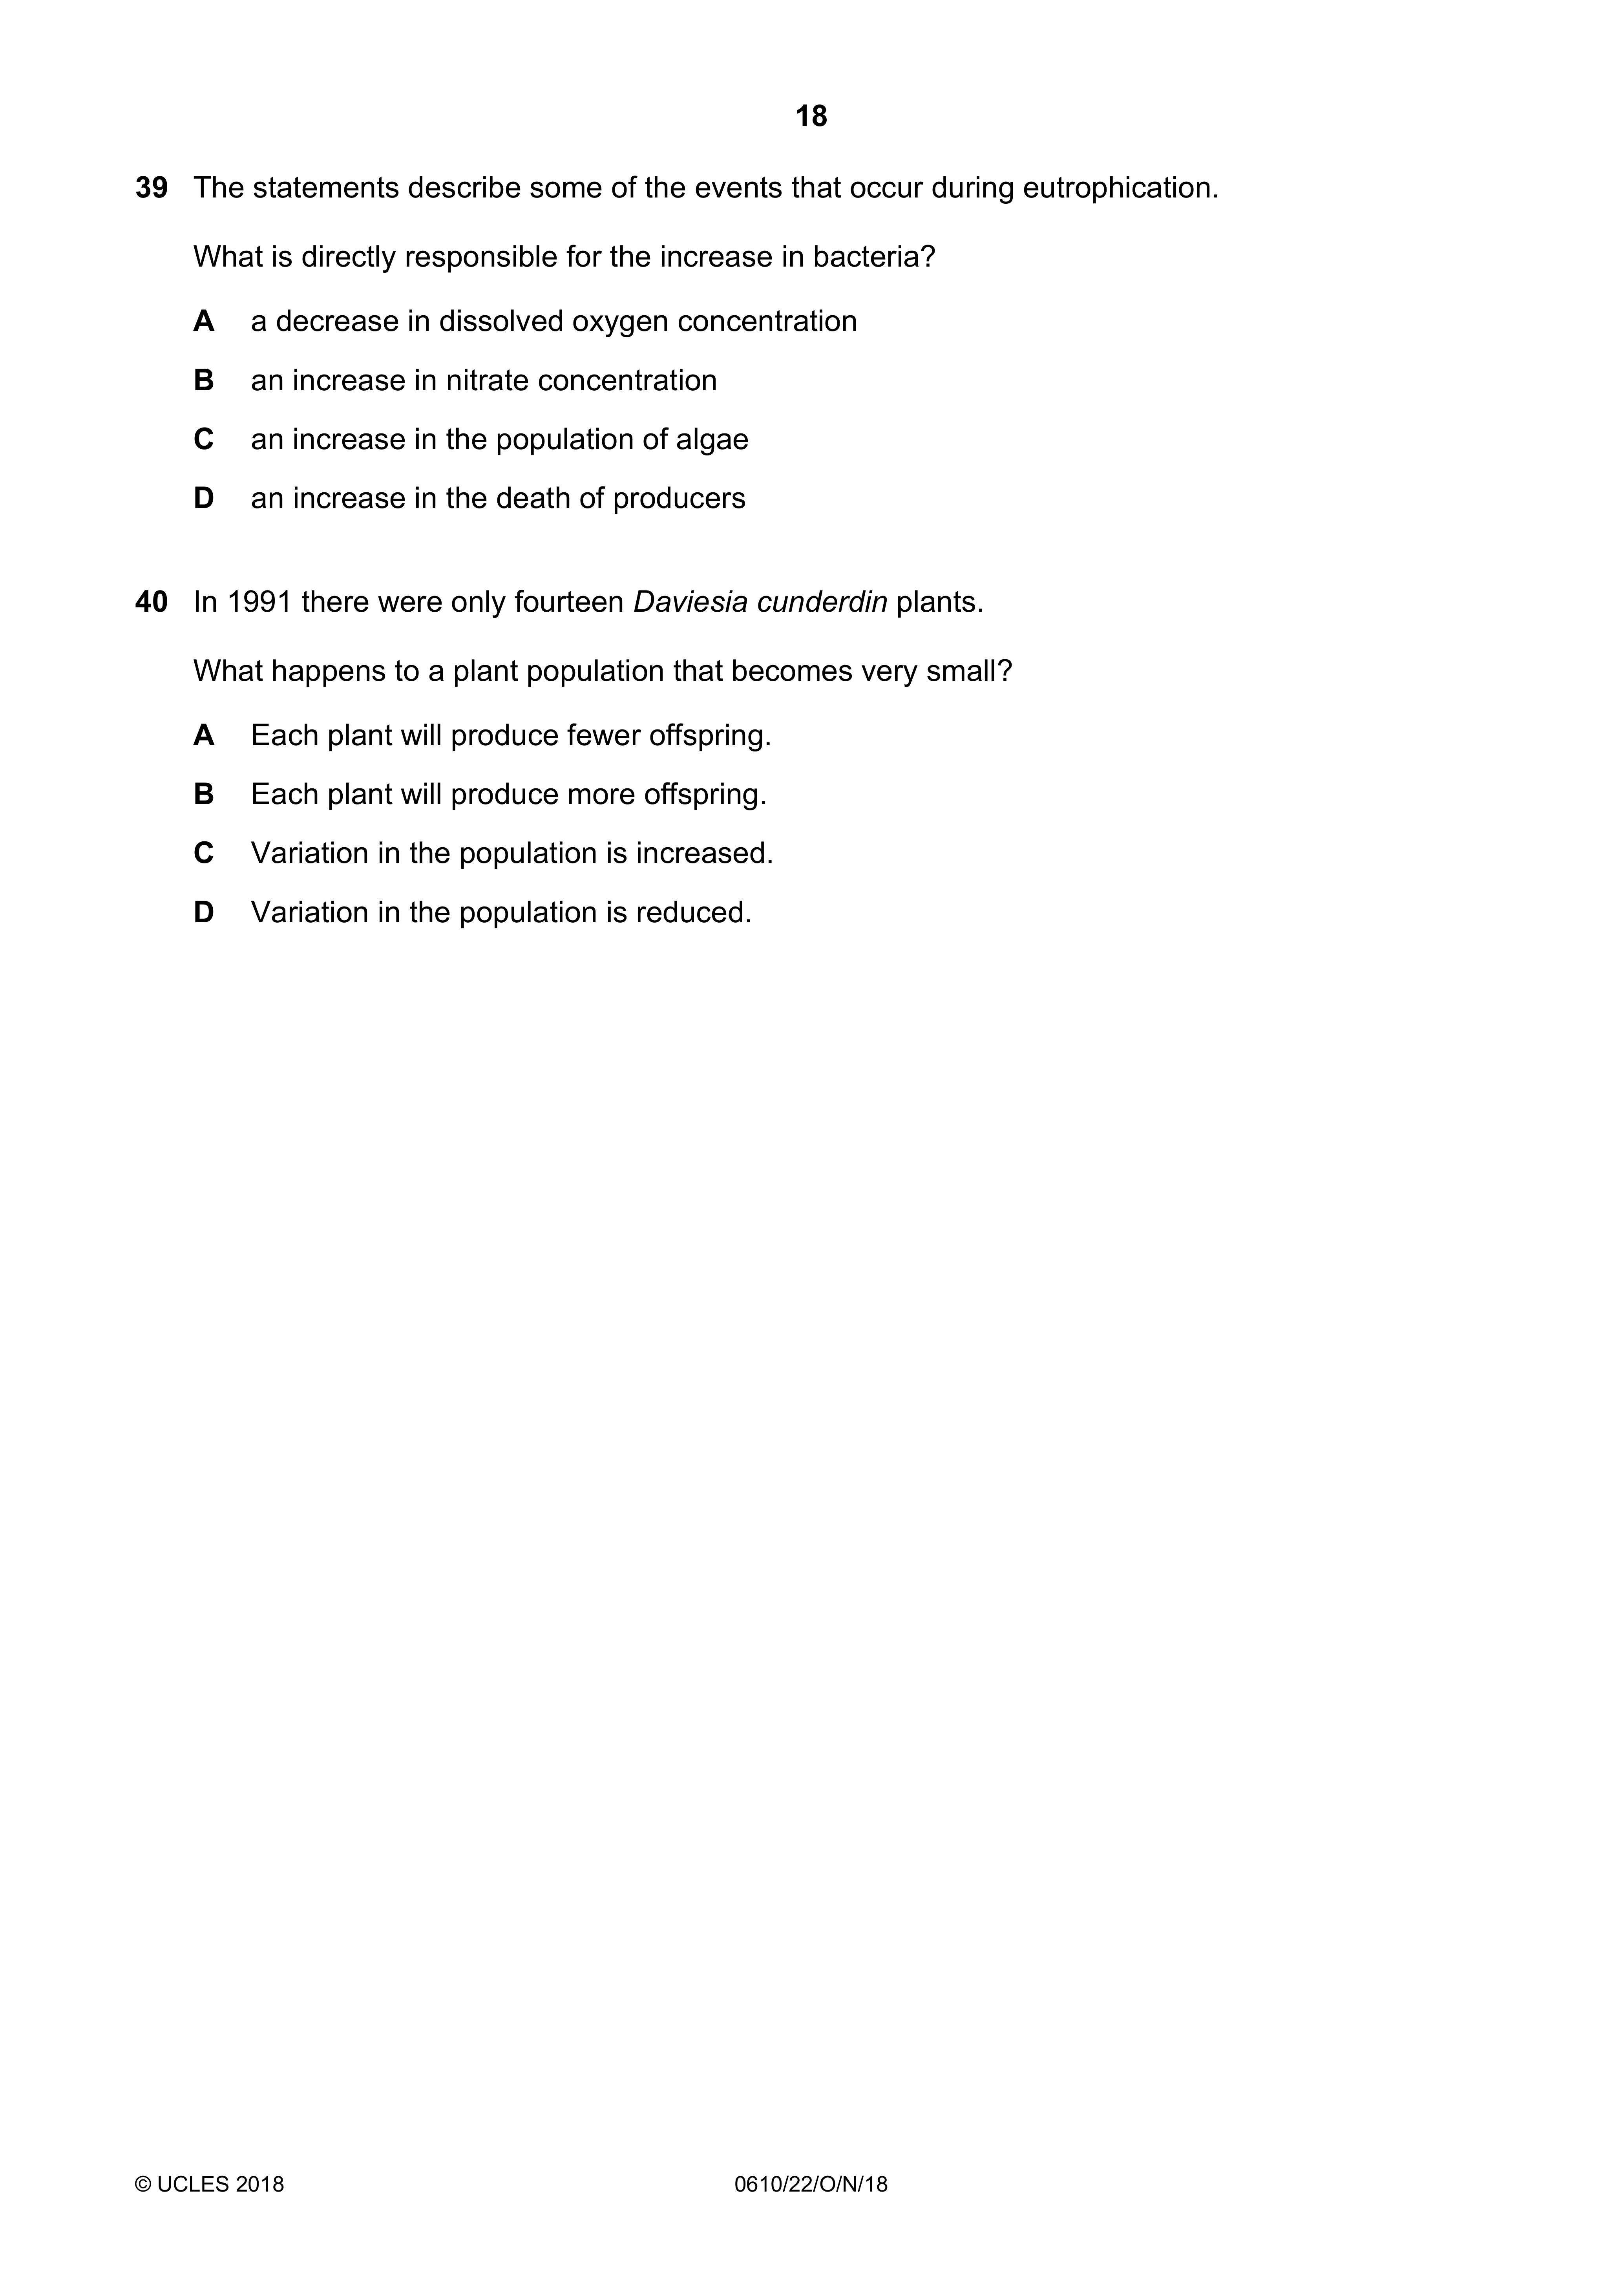 18
39 The statements describe some of the events that occur during eutrophication.
What is directly responsible for the increase in bacteria?
A a decrease in dissolved oxygen concentration
B an increase in nitrate concentration
C an increase in the population of algae
D an increase in the death of producers
40 In 1991 there were only fourteen Daviesia cunderdin plants.
What happens to a plant population that becomes very small?
A Each plant will produce fewer offspring.
B Each plant will produce more offspring.
C Variation in the population is increased.
D Variation in the population is reduced.
© UCLES 2018 0610/22/O/N/18